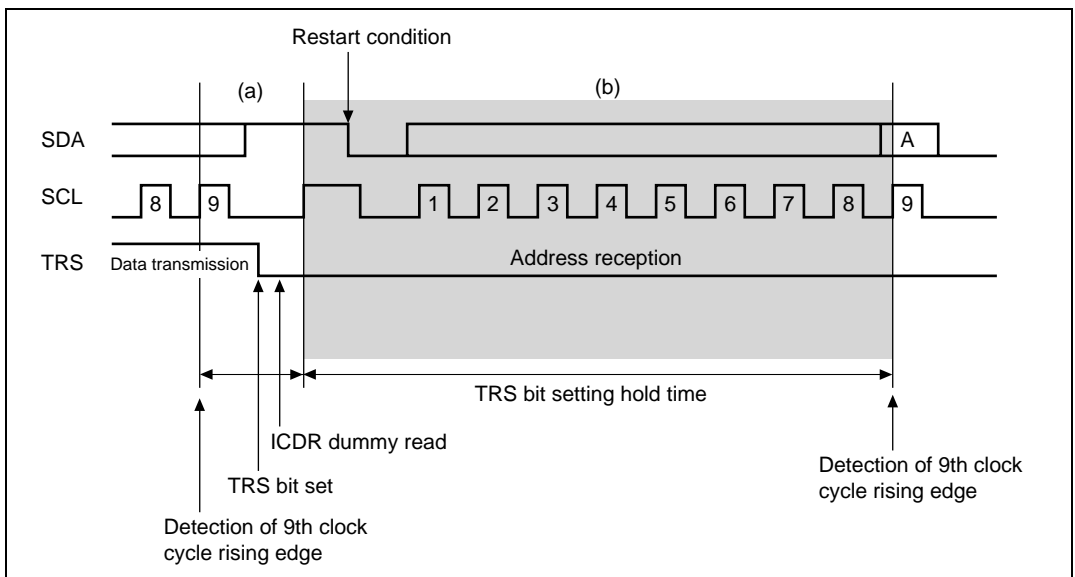 Restart condition
(a)
(b)
SDA
A
SCL
8
9
1
2
3
4
5
6
7
8
9
TRS
Data transmission
Address reception
TRS bit setting hold time
ICDR dummy read
TRS bit set
Detection of 9th clock
cycle rising edge
Detection of 9th clock
cycle rising edge